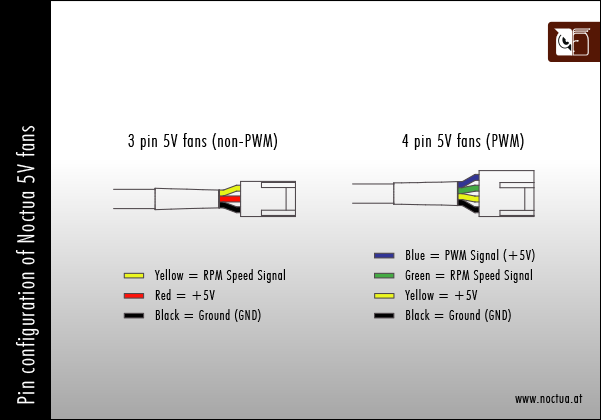 Pin configuration of Noctua 5V fans
3 pin 5V fans (non-PWM)
Yellow = RPM Speed Signal
Red = +5V
Black = Ground (GND)
4 pin 5V fans (PWM)
Blue = PWM Signal (+5V)
Green = RPM Speed Signal
Yellow = +5V
Black = Ground (GND)
www.noctua.at